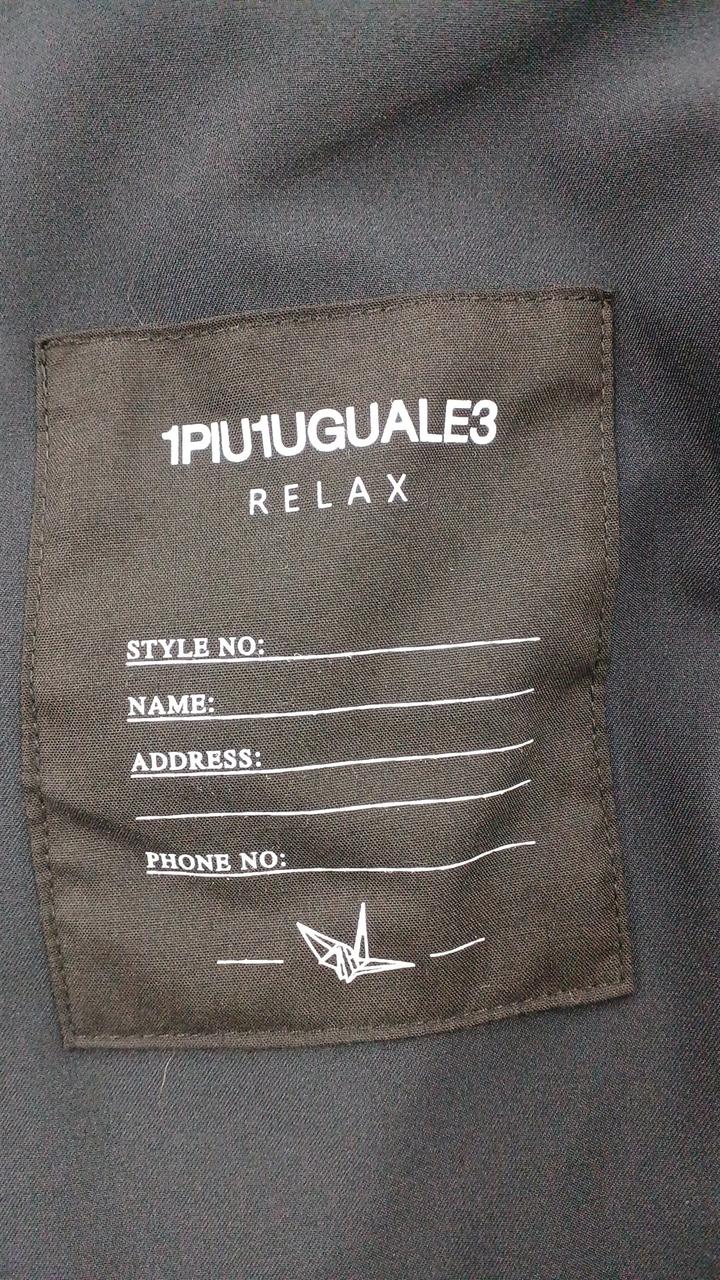 1PIU1UGUALE3
RELAX
STYLE NO:
NAME:
ADDRESS:
PHONE NO: